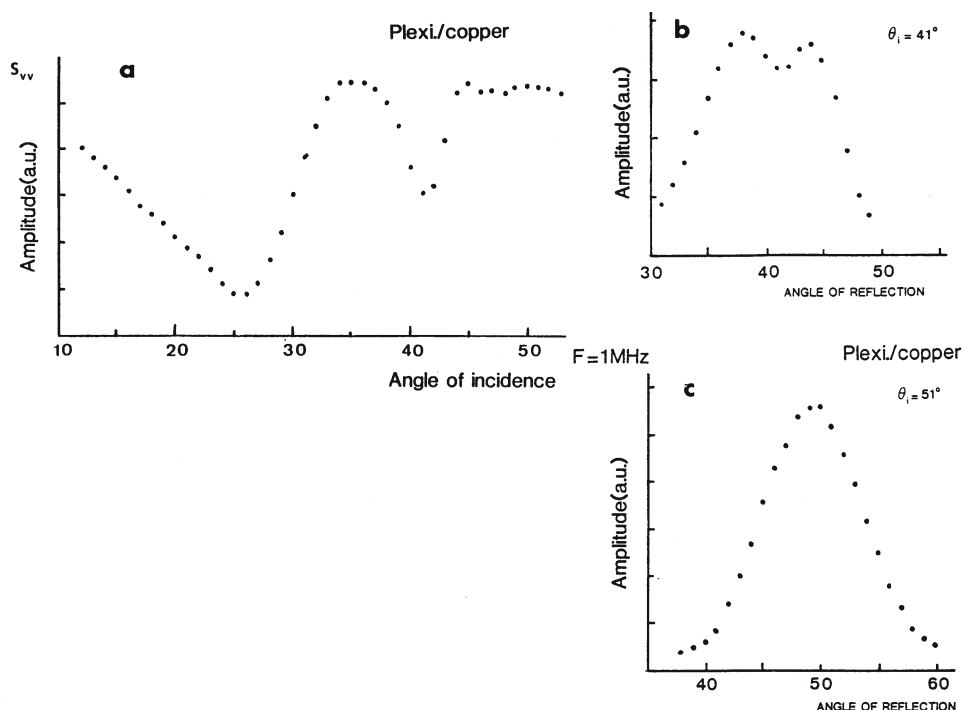 Plexi./copper
S_vv
a
Amplitude(a.u.)
10 20 30 40 50
Angle of incidence
b
θ_i = 41°
Amplitude(a.u.)
30 40 50
ANGLE OF REFLECTION
F=1MHz
Plexi./copper
c
θ_i = 51°
Amplitude(a.u.)
40 50 60
ANGLE OF REFLECTION